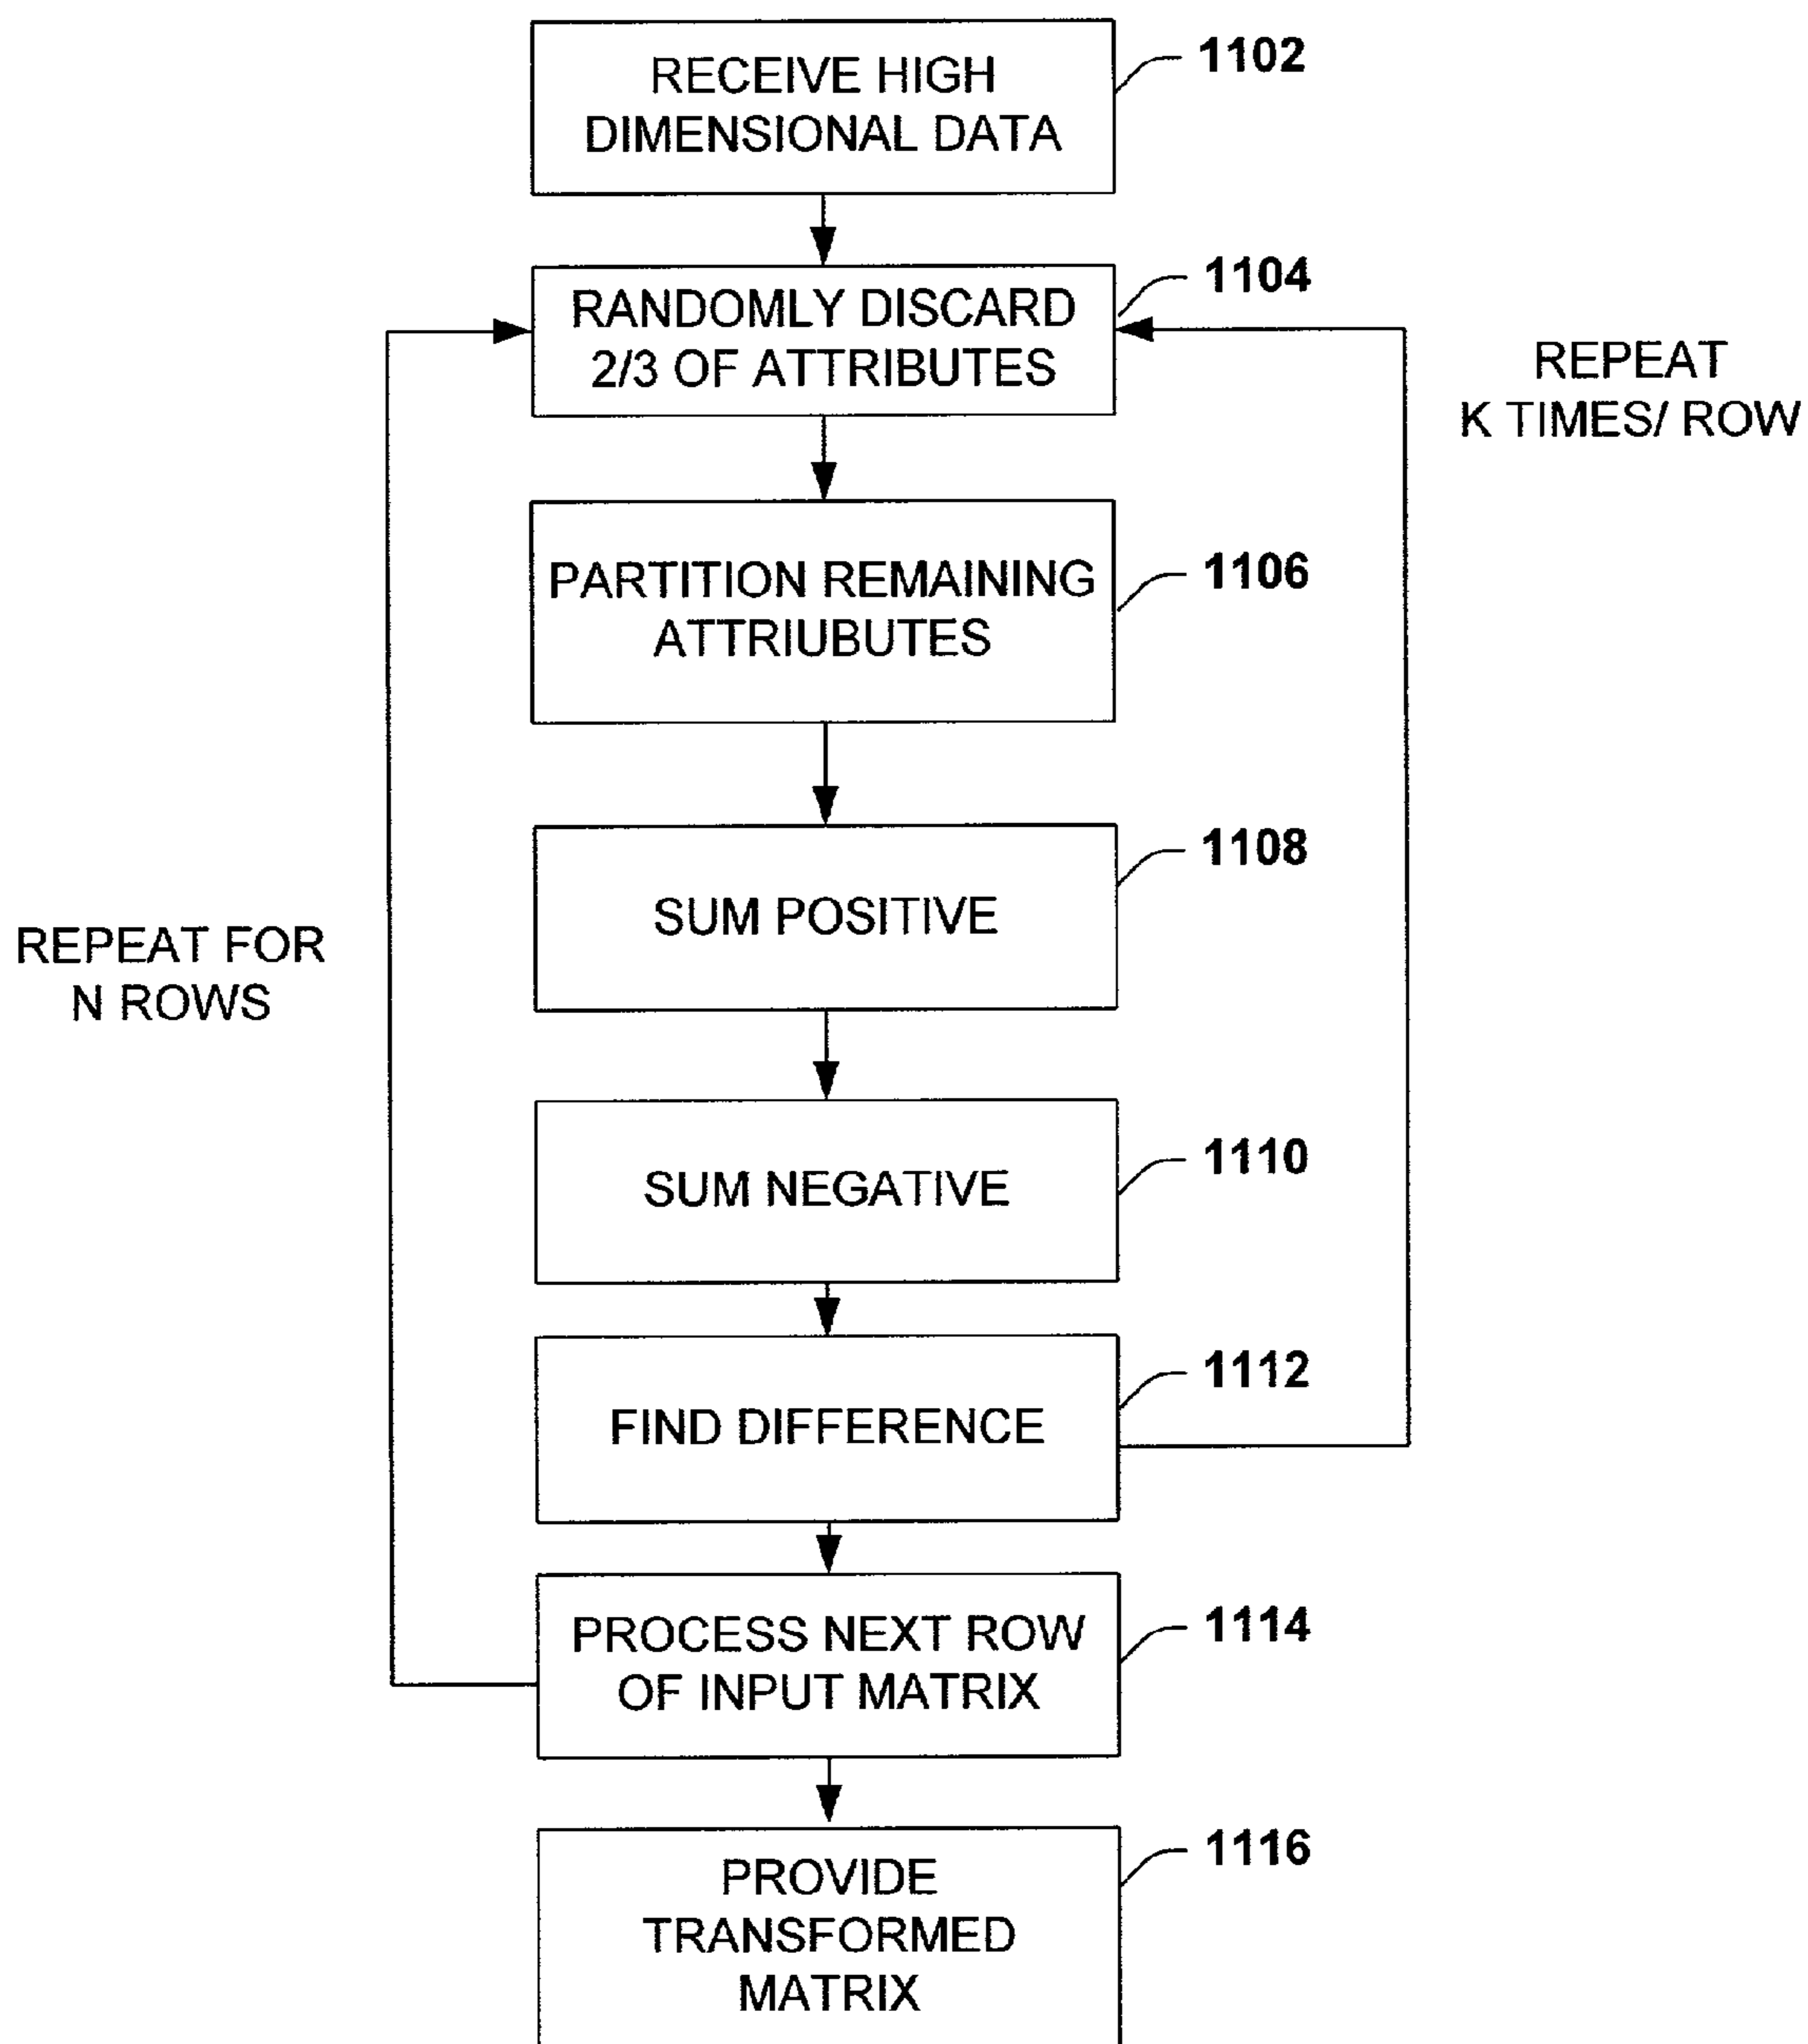 RECEIVE HIGH
DIMENSIONAL DATA
1102
RANDOMLY DISCARD
2/3 OF ATTRIBUTES
1104
REPEAT
K TIMES/ ROW
PARTITION REMAINING
ATTRIUBUTES
1106
SUM POSITIVE
1108
REPEAT FOR
N ROWS
SUM NEGATIVE
1110
FIND DIFFERENCE
1112
PROCESS NEXT ROW
OF INPUT MATRIX
1114
PROVIDE
TRANSFORMED
MATRIX
1116